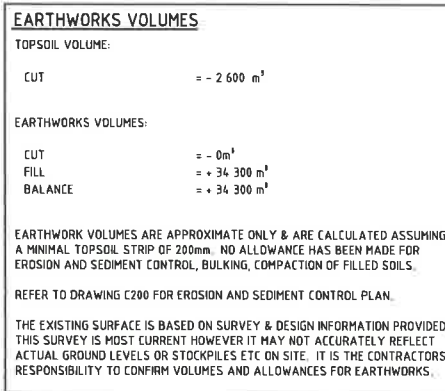 EARTHWORKS VOLUMES
TOPSOIL VOLUME:
CUT = - 2 600 m³
EARTHWORKS VOLUMES:
CUT = - 0m³
FILL = + 34 300 m³
BALANCE = + 34 300 m³
EARTHWORK VOLUMES ARE APPROXIMATE ONLY & ARE CALCULATED ASSUMING
A MINIMAL TOPSOIL STRIP OF 200mm. NO ALLOWANCE HAS BEEN MADE FOR
EROSION AND SEDIMENT CONTROL, BULKING, COMPACTION OF FILLED SOILS.
REFER TO DRAWING C200 FOR EROSION AND SEDIMENT CONTROL PLAN.
THE EXISTING SURFACE IS BASED ON SURVEY & DESIGN INFORMATION PROVIDED
THIS SURVEY IS MOST CURRENT HOWEVER IT MAY NOT ACCURATELY REFLECT
ACTUAL GROUND LEVELS OR STOCKPILES ETC ON SITE. IT IS THE CONTRACTORS
RESPONSIBILITY TO CONFIRM VOLUMES AND ALLOWANCES FOR EARTHWORKS.